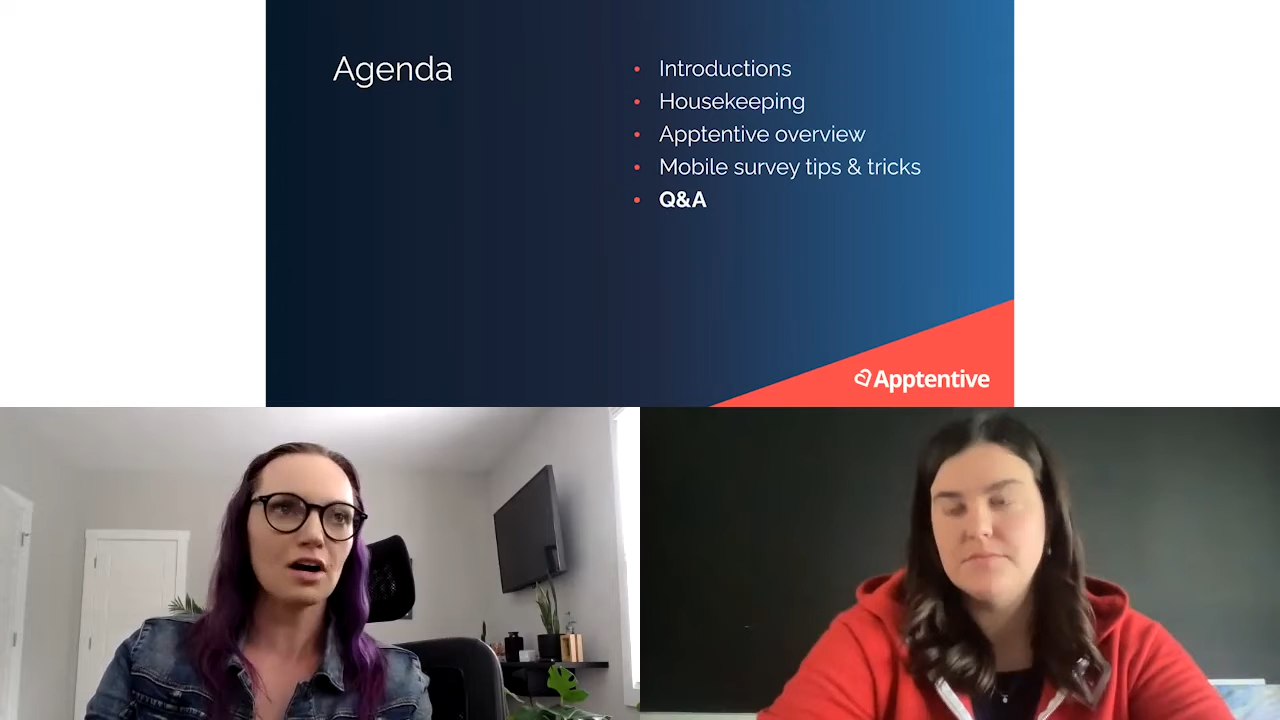 Agenda
Introductions
Housekeeping
Apptentive overview
Mobile survey tips & tricks
Q&A
Apptentive